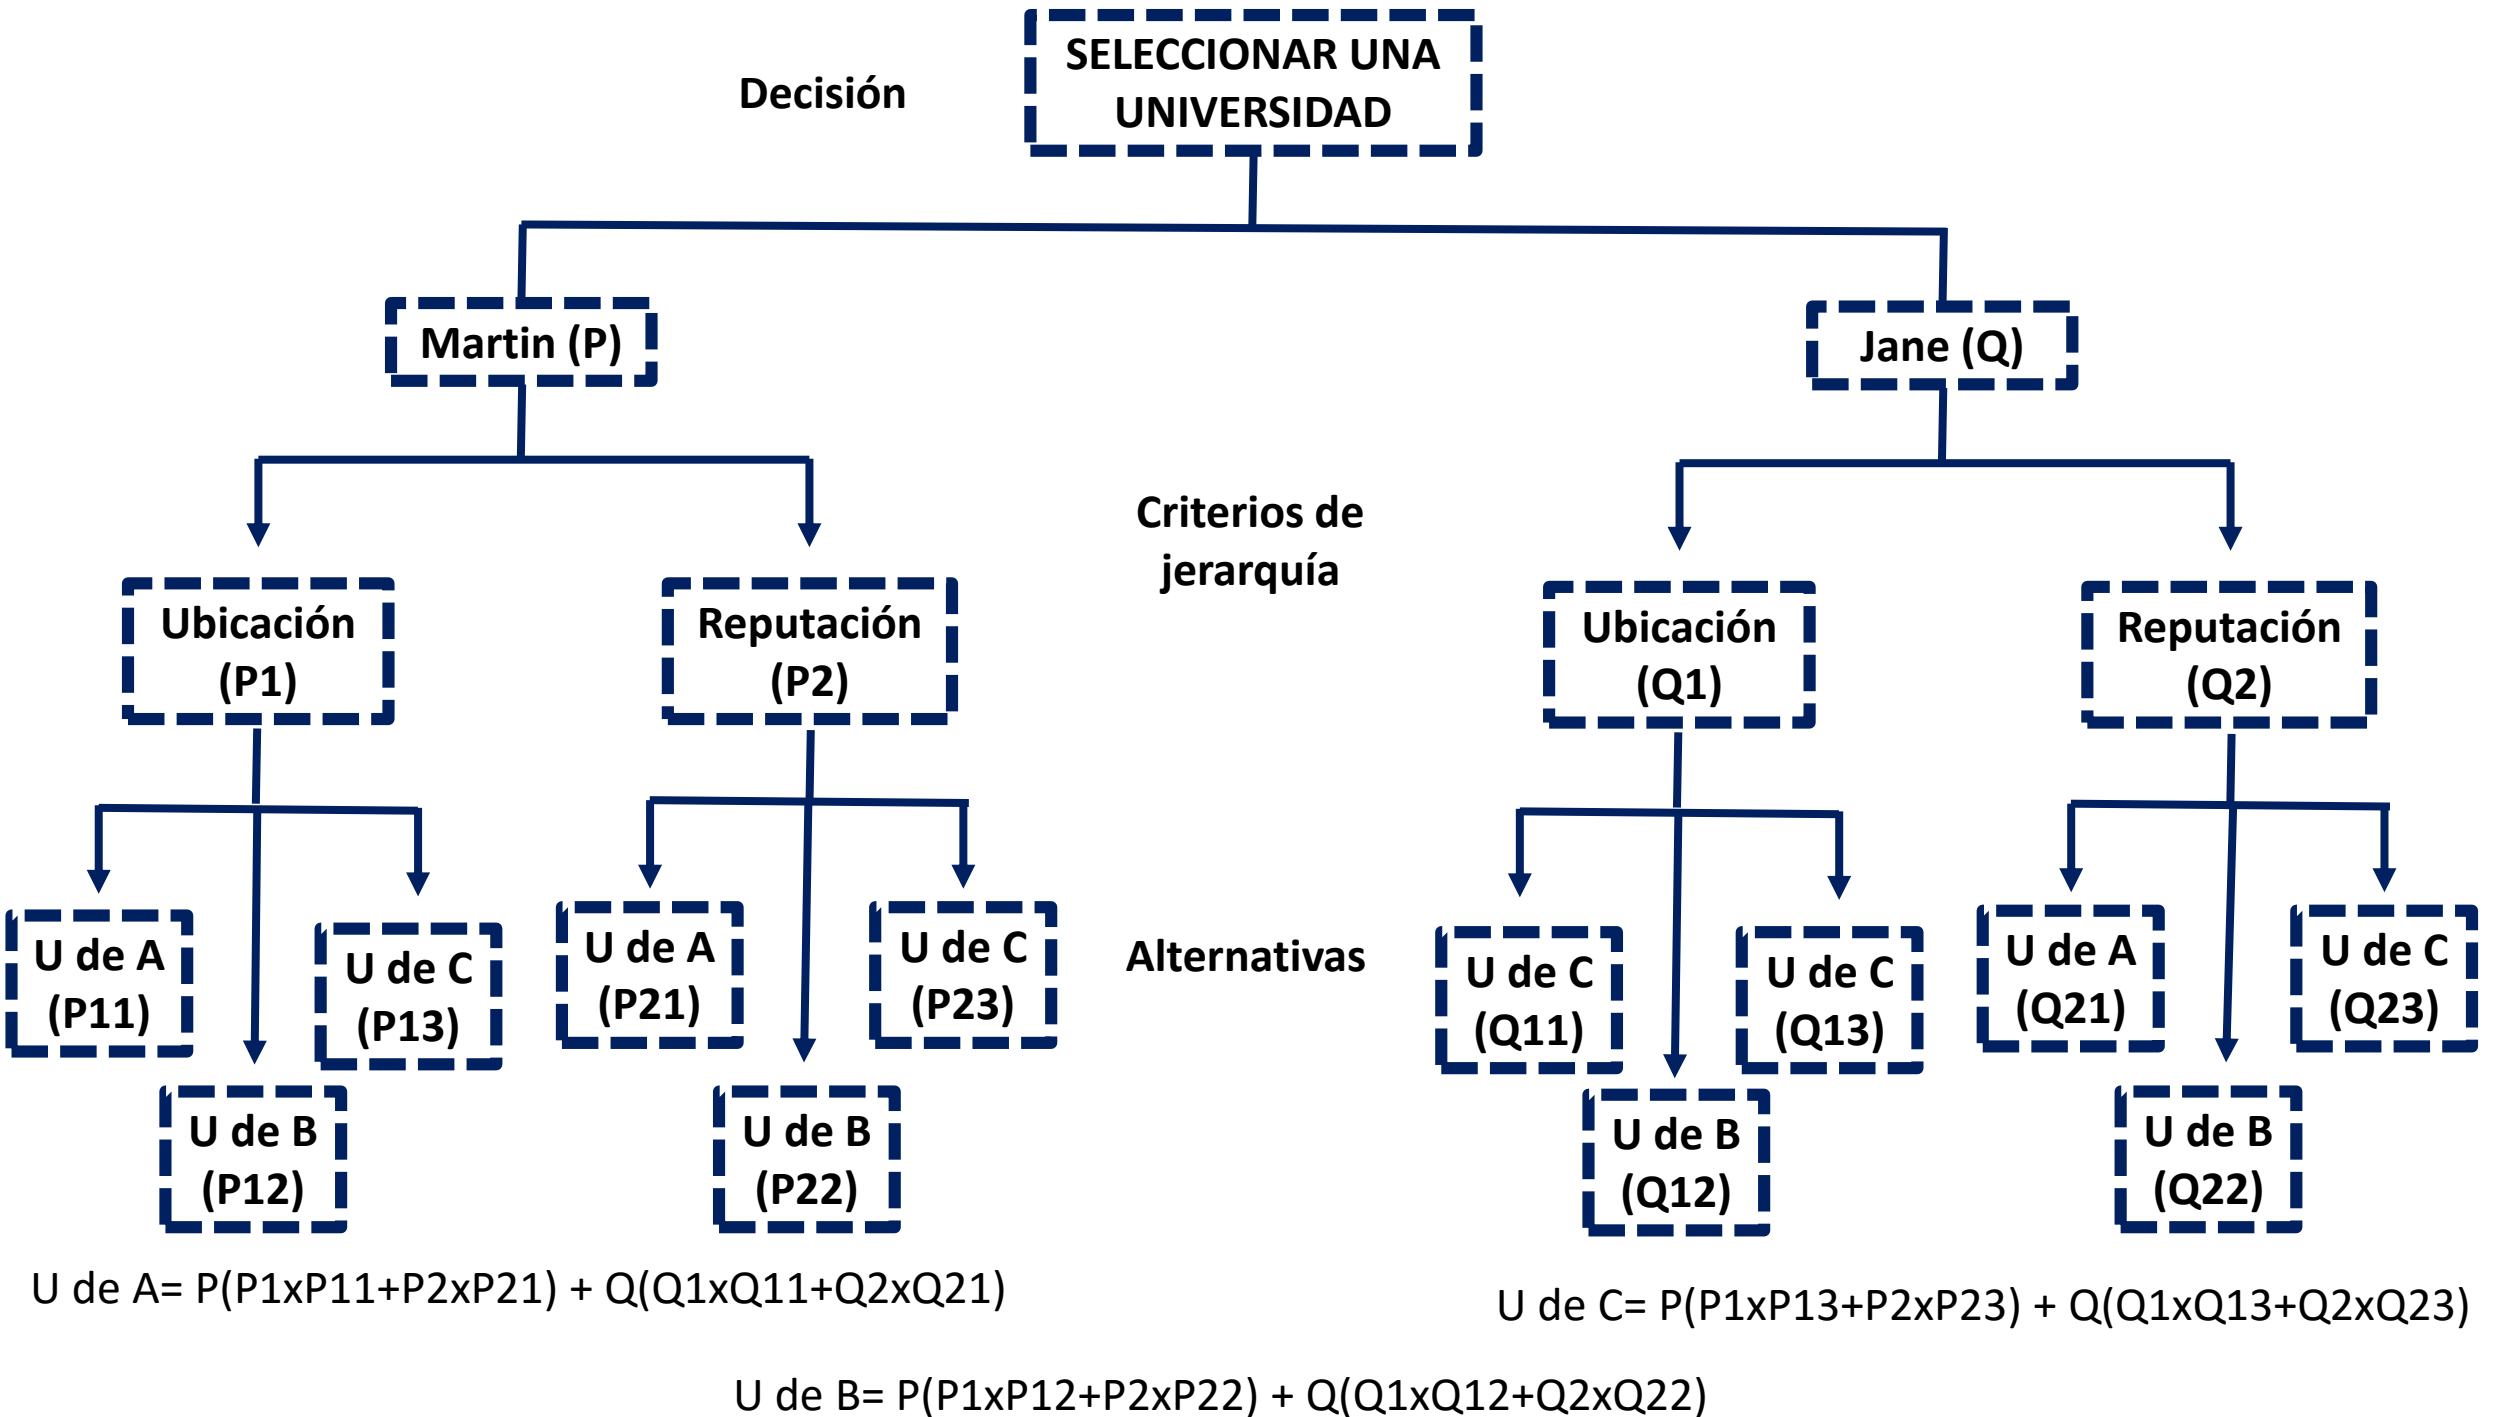 SELECCIONAR UNA
UNIVERSIDAD
Decisión
Martin (P)
Jane (Q)
Criterios de
jerarquía
Ubicación
(P1)
Reputación
(P2)
Ubicación
(Q1)
Reputación
(Q2)
Alternativas
U de A
(P11)
U de C
(P13)
U de B
(P12)
U de A
(P21)
U de C
(P23)
U de B
(P22)
U de C
(Q11)
U de C
(Q13)
U de B
(Q12)
U de A
(Q21)
U de C
(Q23)
U de B
(Q22)
U de A= P(P1xP11+P2xP21) + Q(Q1xQ11+Q2xQ21)
U de C= P(P1xP13+P2xP23) + Q(Q1xQ13+Q2xQ23)
U de B= P(P1xP12+P2xP22) + Q(Q1xQ12+Q2xQ22)